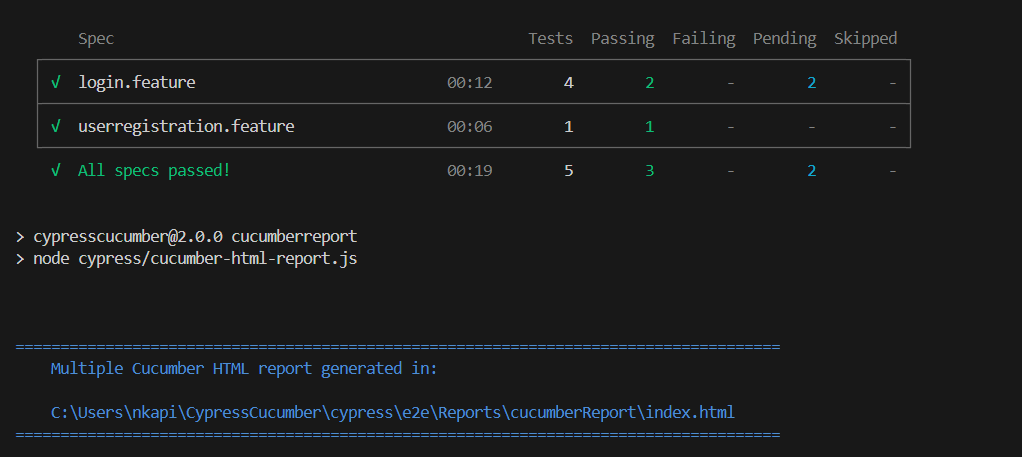 Spec Tests Passing Failing Pending Skipped
√ login.feature 00:12 4 2 - 2 -
√ userregistration.feature 00:06 1 1 - - -
√ All specs passed! 00:19 5 3 - 2 -
> cypresscucumber@2.0.0 cucumberreport
> node cypress/cucumber-html-report.js
=====================================================================================
Multiple Cucumber HTML report generated in:
C:\Users\nkapi\CypressCucumber\cypress\e2e\Reports\cucumberReport\index.html
=====================================================================================